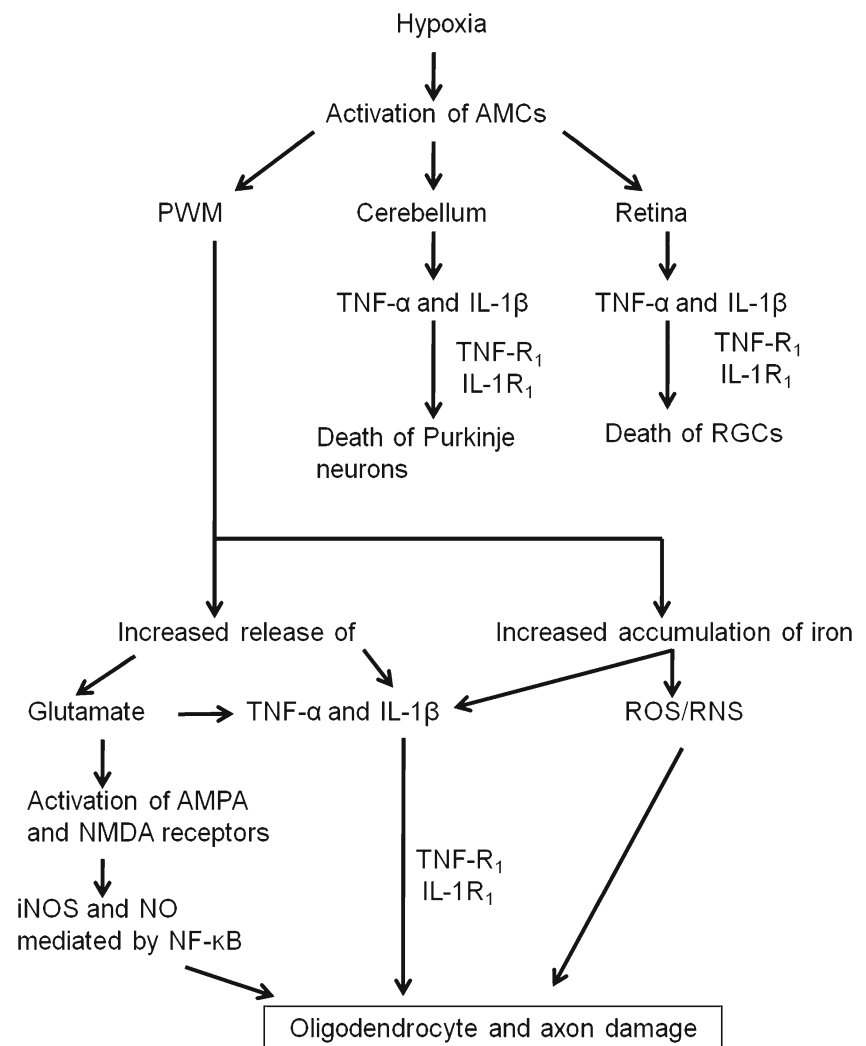 Hypoxia
Activation of AMCs
PWM
Cerebellum
Retina
TNF-α and IL-1β
TNF-α and IL-1β
TNF-R₁
IL-1R₁
TNF-R₁
IL-1R₁
Death of Purkinje
neurons
Death of RGCs
Increased release of
Increased accumulation of iron
Glutamate
TNF-α and IL-1β
ROS/RNS
Activation of AMPA
and NMDA receptors
TNF-R₁
IL-1R₁
iNOS and NO
mediated by NF-κB
Oligodendrocyte and axon damage